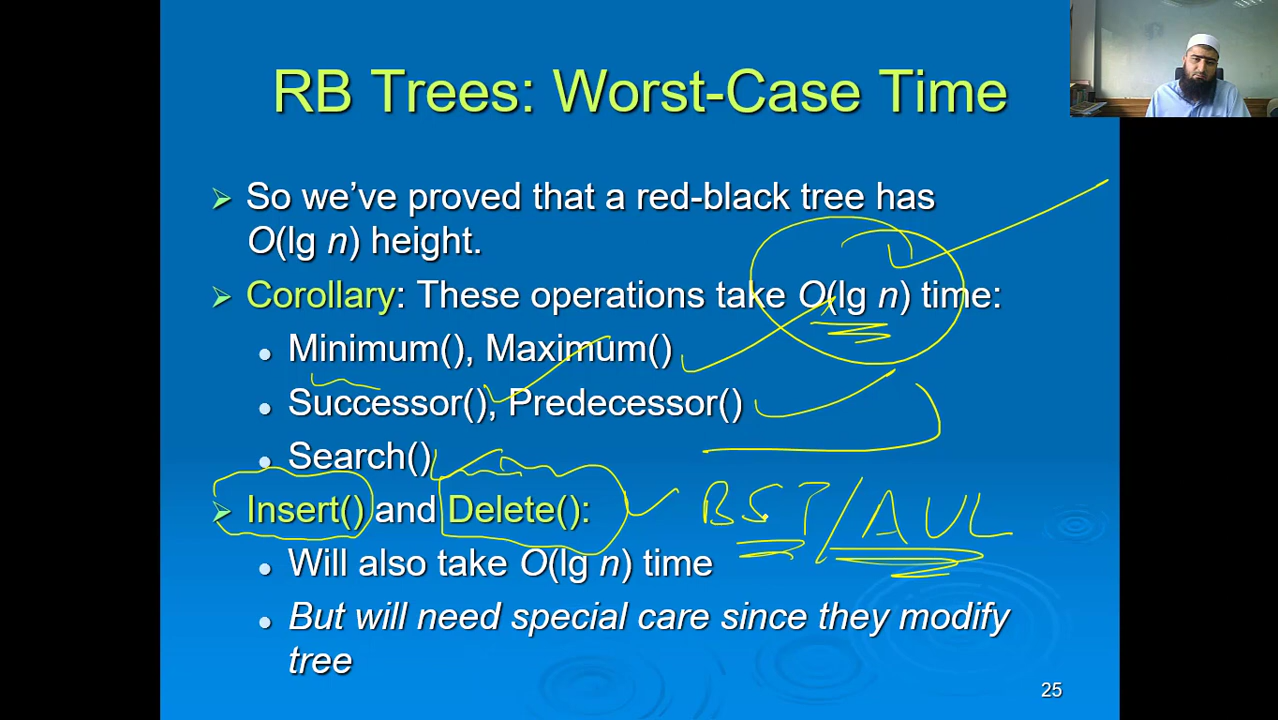 RB Trees: Worst-Case Time
So we've proved that a red-black tree has
O(lg n) height.
Corollary: These operations take O(lg n) time:
Minimum(), Maximum()
Successor(), Predecessor()
Search()
Insert() and Delete():
BST/AVL
Will also take O(lg n) time
But will need special care since they modify
tree
25